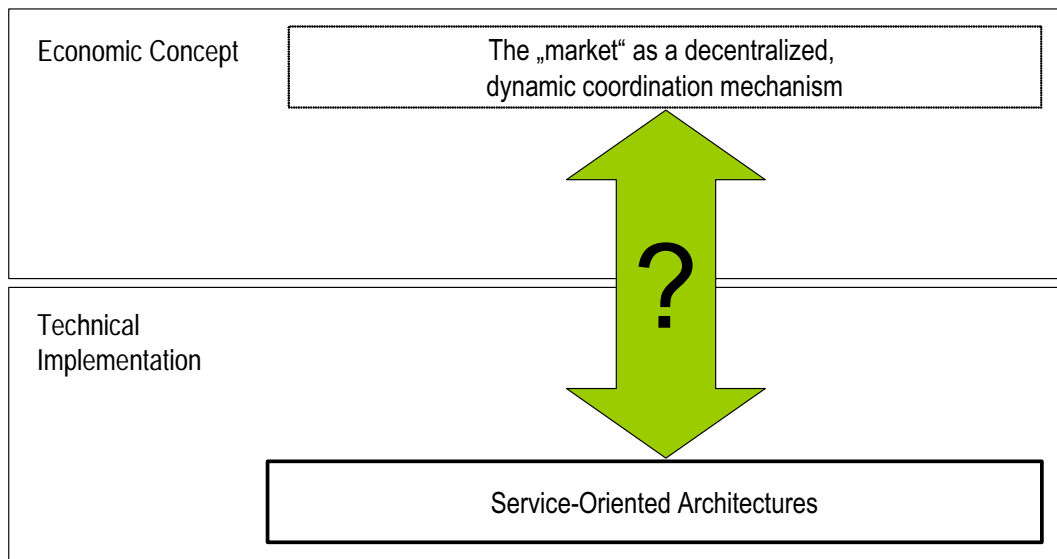 Economic Concept
The „market“ as a decentralized,
dynamic coordination mechanism
?
Technical
Implementation
Service-Oriented Architectures